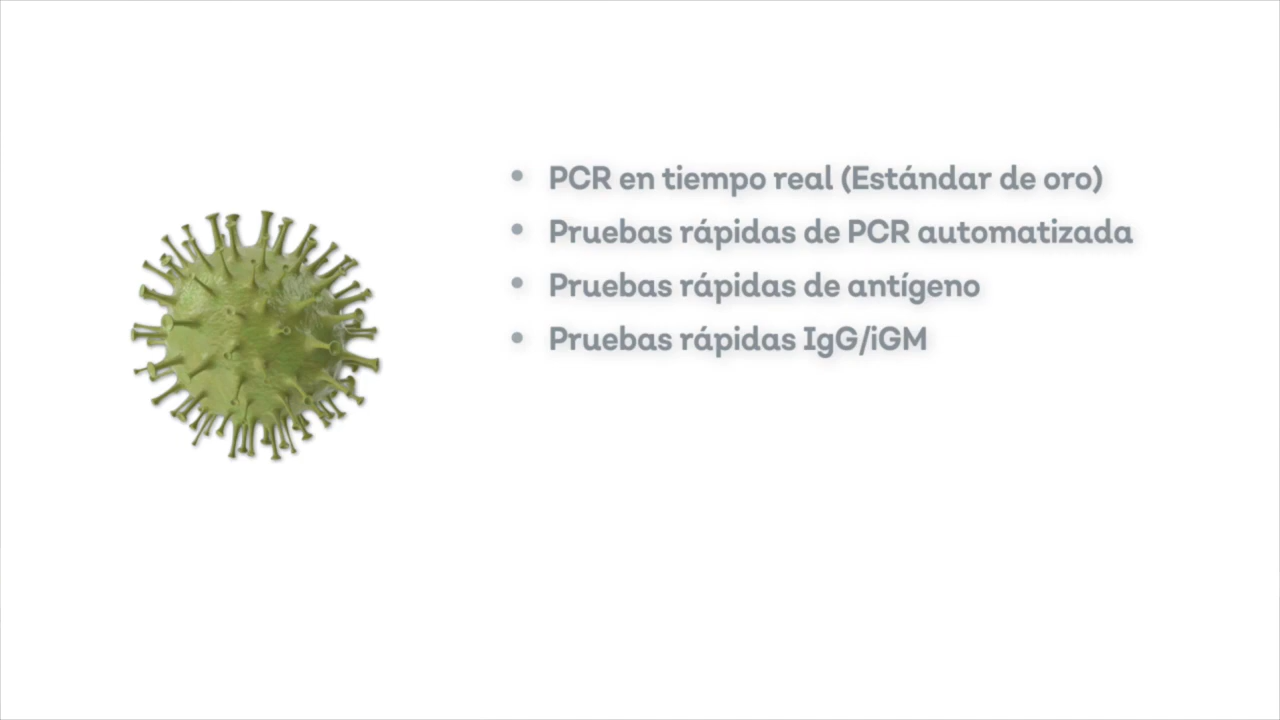 • PCR en tiempo real (Estándar de oro)
• Pruebas rápidas de PCR automatizada
• Pruebas rápidas de antígeno
• Pruebas rápidas IgG/iGM